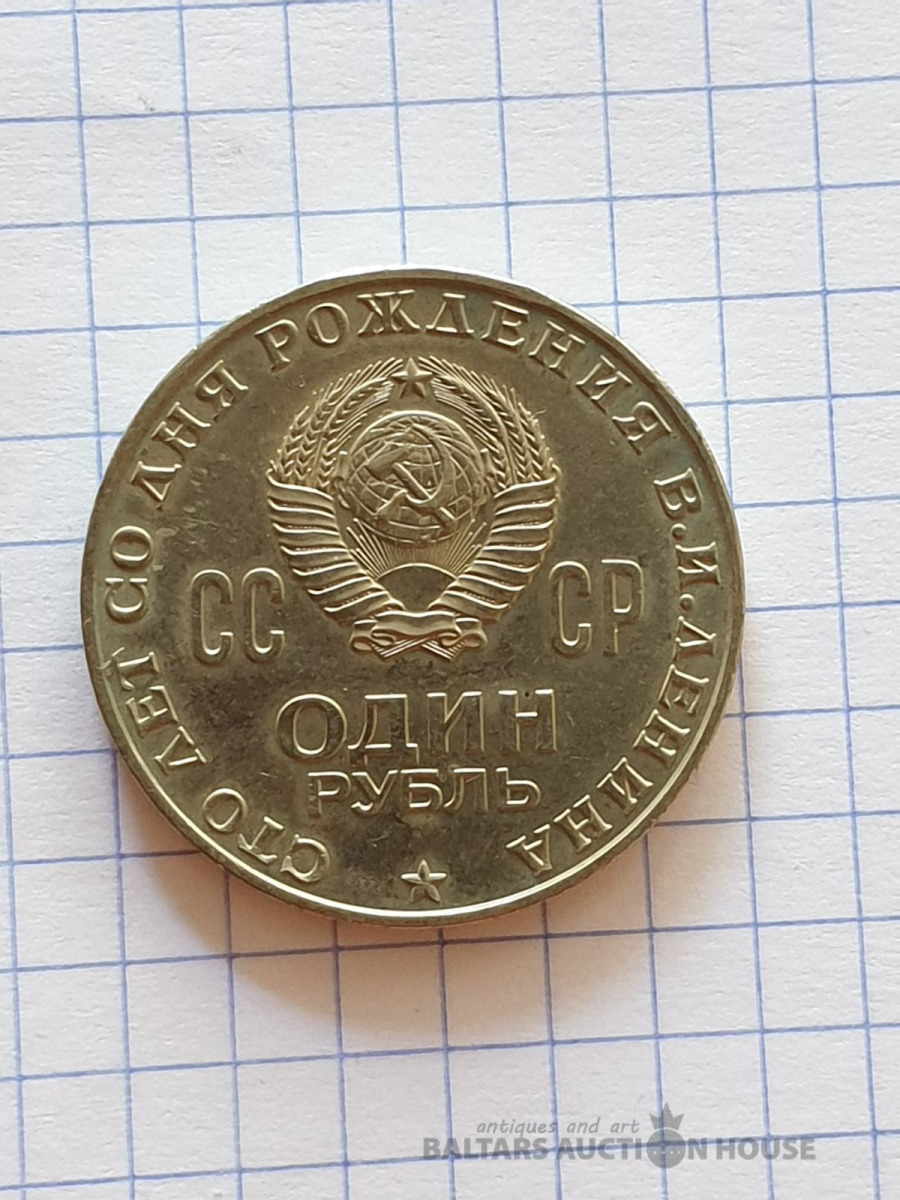 СТО ЛЕТ СО ДНЯ РОЖДЕНИЯ В.И.ЛЕНИНА
СС СР
ОДИН
РУБЛЬ
antiques and art
BALTARS AUCTION HOUSE